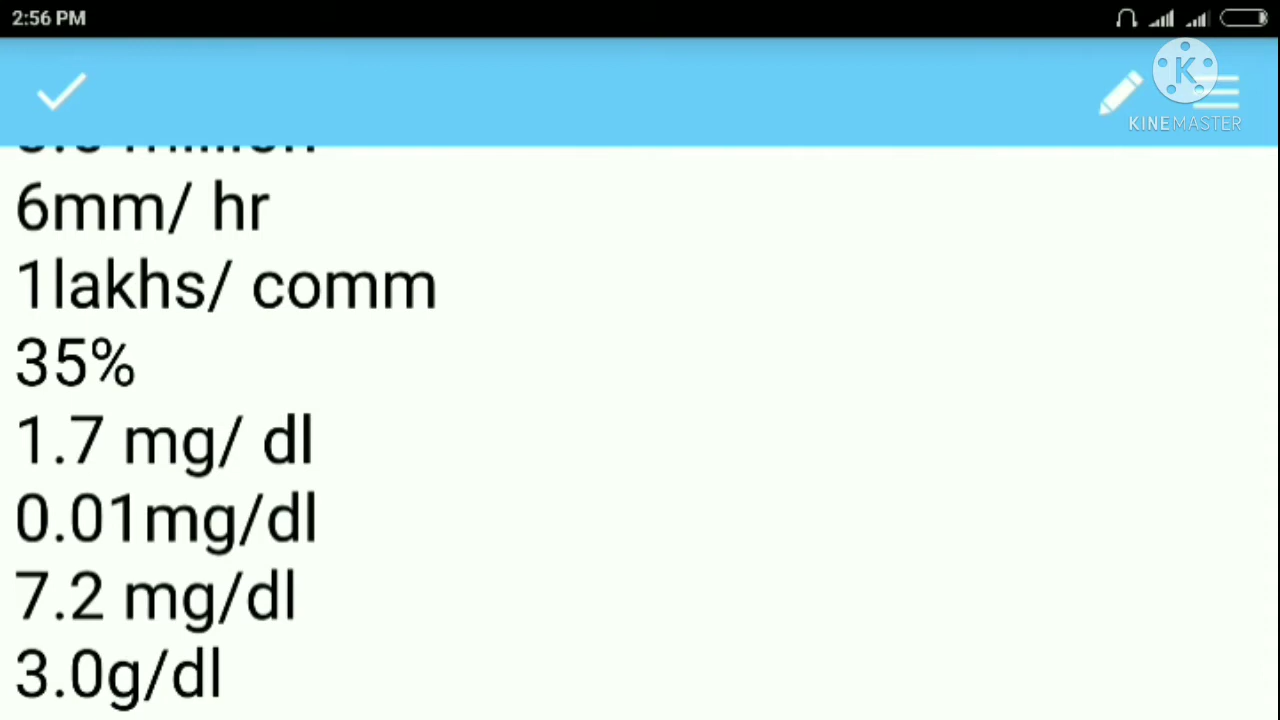 2:56 PM
KINEMASTER
6mm/ hr
1lakhs/ comm
35%
1.7 mg/ dl
0.01mg/dl
7.2 mg/dl
3.0g/dl